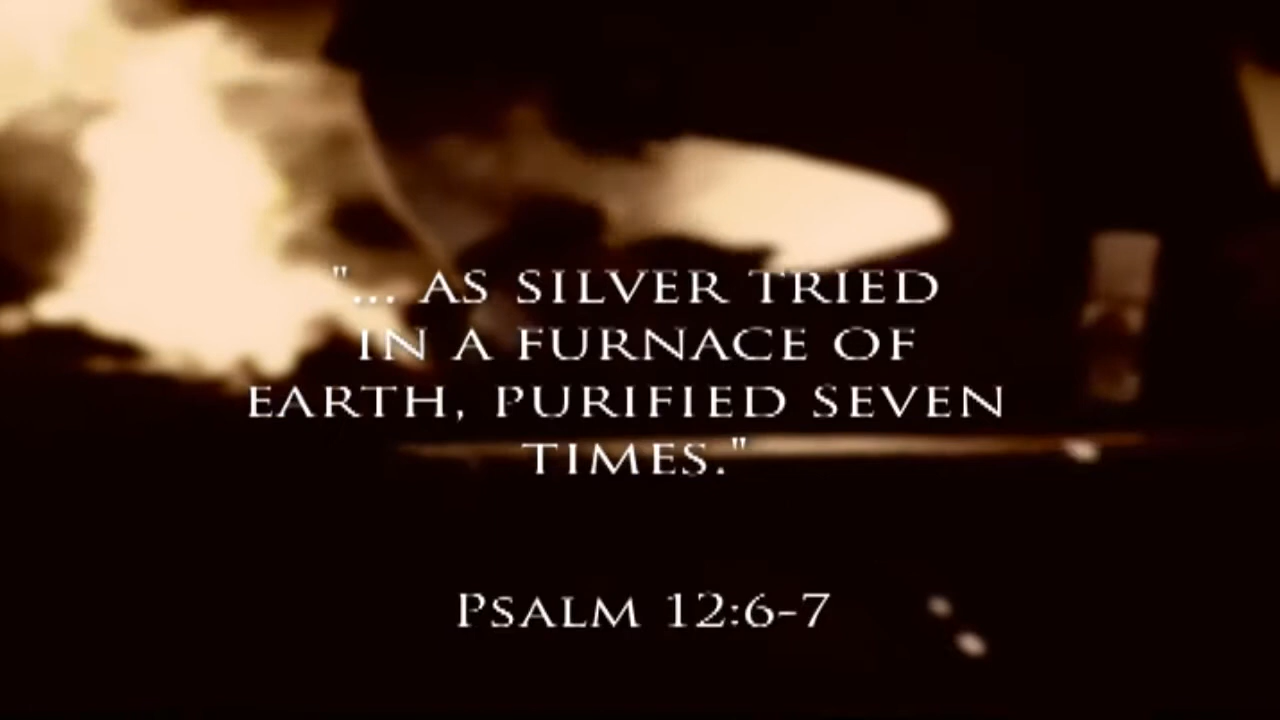 "... AS SILVER TRIED
IN A FURNACE OF
EARTH, PURIFIED SEVEN
TIMES."
PSALM 12:6-7